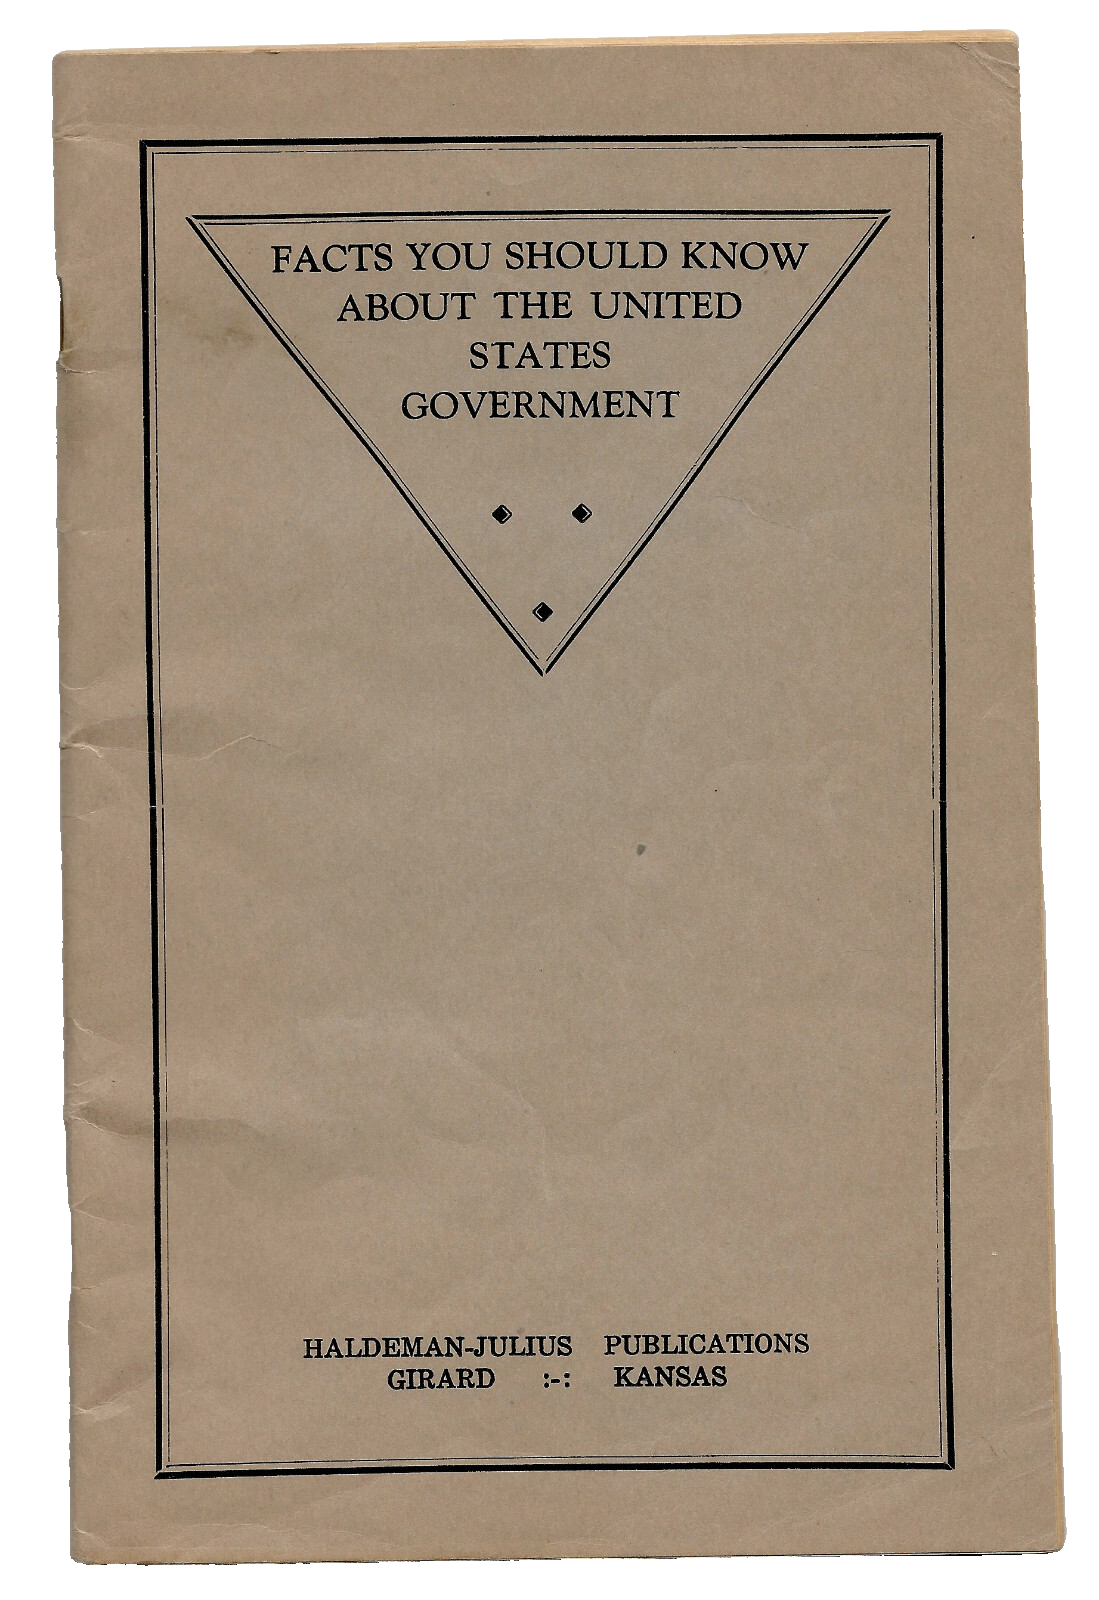 FACTS YOU SHOULD KNOW
ABOUT THE UNITED
STATES
GOVERNMENT
HALDEMAN-JULIUS PUBLICATIONS
GIRARD :-: KANSAS